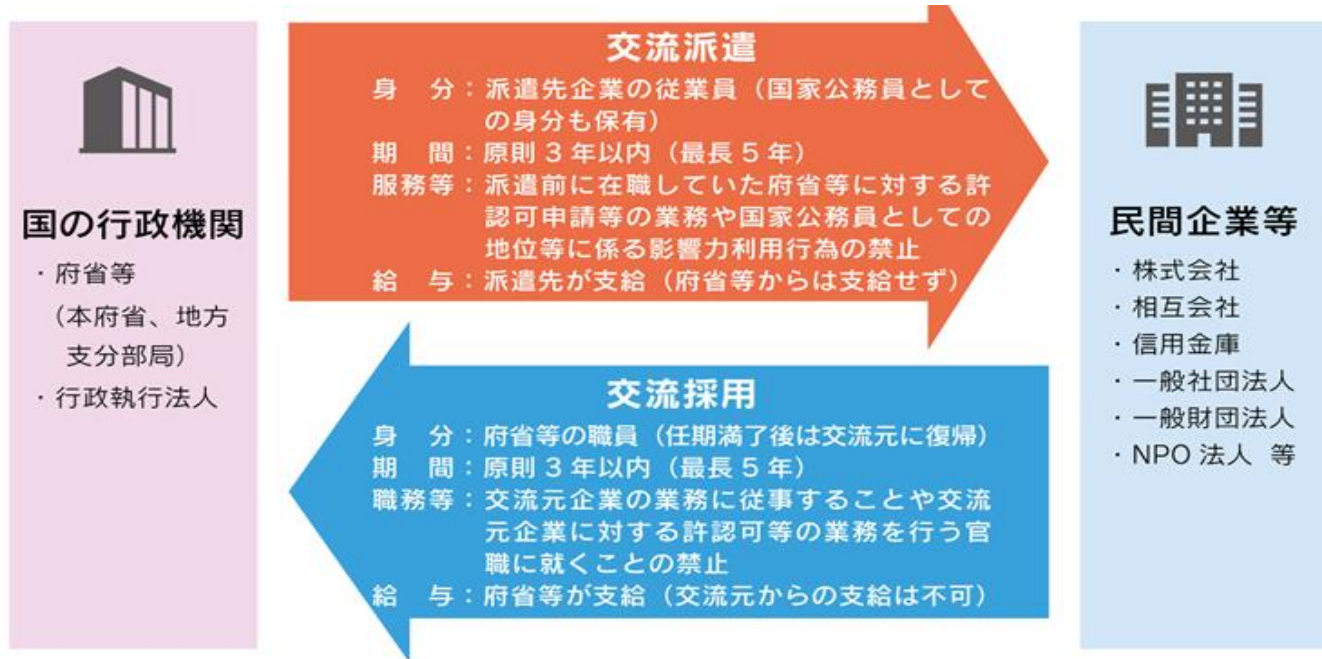 国の行政機関
・府省等
（本府省、地方
支分部局）
・行政執行法人
交流派遣
身　分：派遣先企業の従業員（国家公務員として
の身分も保有）
期　間：原則３年以内（最長５年）
服務等：派遣前に在職していた府省等に対する許
認可申請等の業務や国家公務員としての
地位等に係る影響力利用行為の禁止
給　与：派遣先が支給（府省等からは支給せず）
交流採用
身　分：府省等の職員（任期満了後は交流元に復帰）
期　間：原則３年以内（最長５年）
職務等：交流元企業の業務に従事することや交流
元企業に対する許認可等の業務を行う官
職に就くことの禁止
給　与：府省等が支給（交流元からの支給は不可）
民間企業等
・株式会社
・相互会社
・信用金庫
・一般社団法人
・一般財団法人
・NPO 法人 等